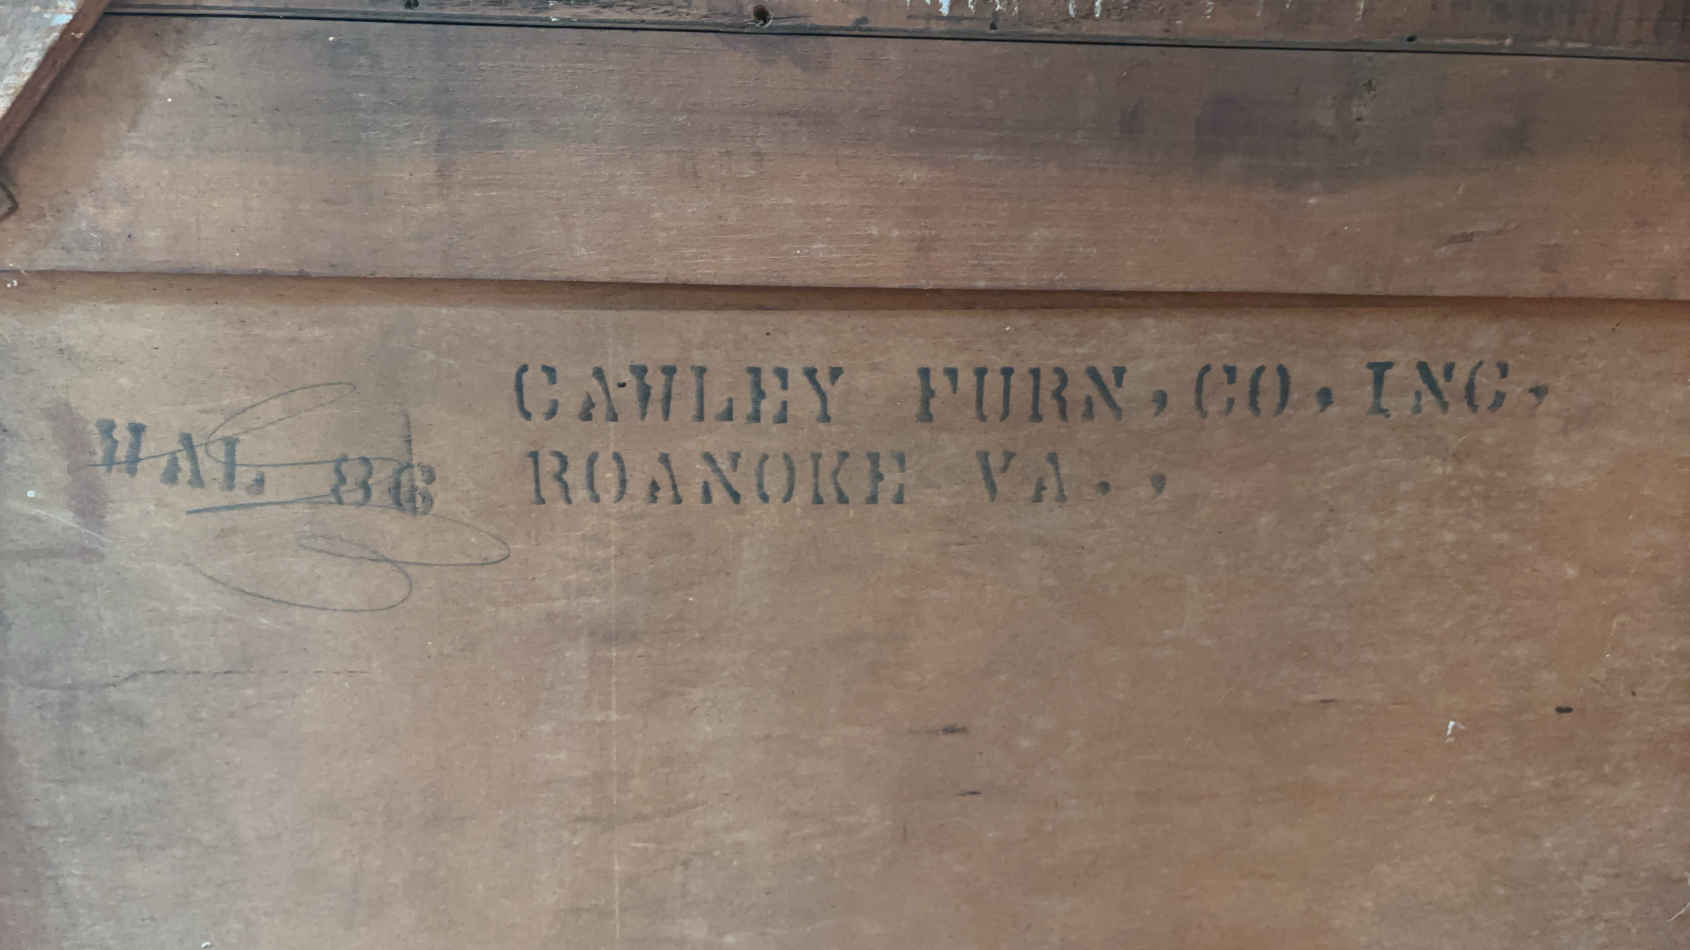 CAWLEY FURN, CO, INC,
WAL 86 ROANOKE VA. ,